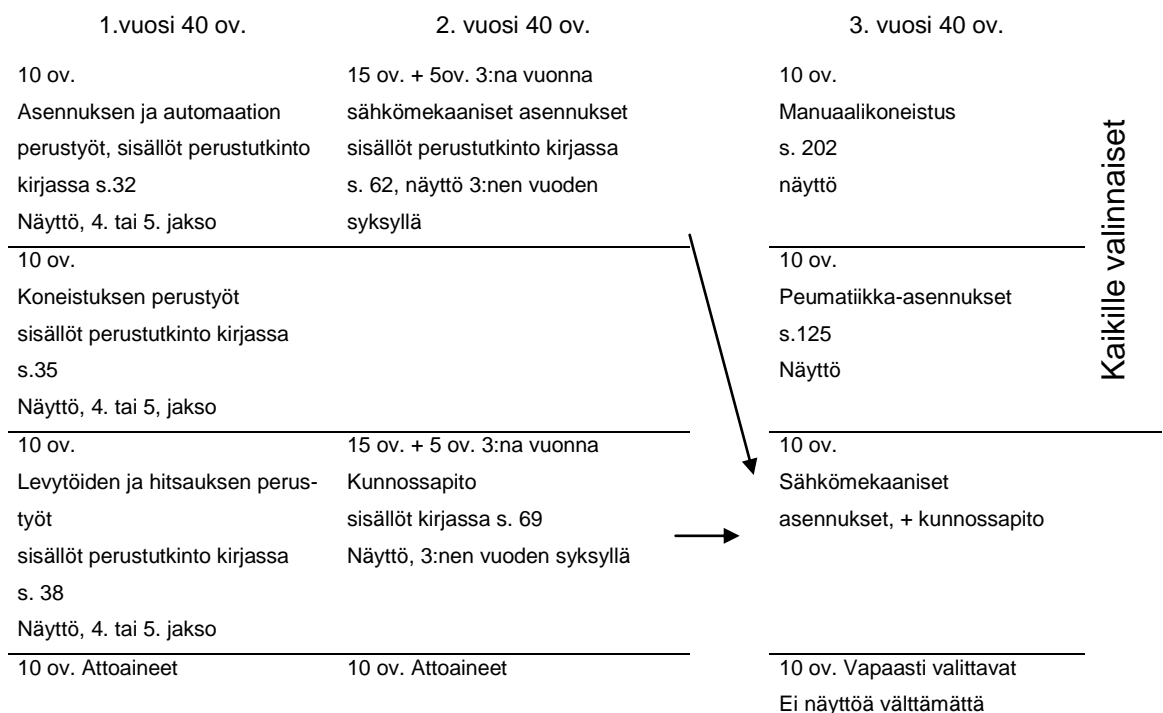 1.vuosi 40 ov.
10 ov.
Asennuksen ja automaation
perustyöt, sisällöt perustutkinto
kirjassa s.32
Näyttö, 4. tai 5. jakso
10 ov.
Koneistuksen perustyöt
sisällöt perustutkinto kirjassa
s.35
Näyttö, 4. tai 5, jakso
10 ov.
Levytöiden ja hitsauksen perus-
työt
sisällöt perustutkinto kirjassa
s. 38
Näyttö, 4. tai 5. jakso
10 ov. Attoaineet
2. vuosi 40 ov.
15 ov. + 5ov. 3:na vuonna
sähkömekaaniset asennukset
sisällöt perustutkinto kirjassa
s. 62, näyttö 3:nen vuoden
syksyllä
15 ov. + 5 ov. 3:na vuonna
Kunnossapito
sisällöt kirjassa s. 69
Näyttö, 3:nen vuoden syksyllä
10 ov. Attoaineet
3. vuosi 40 ov.
10 ov.
Manuaalikoneistus
s. 202
näyttö
10 ov.
Peumatiikka-asennukset
s.125
Näyttö
10 ov.
Sähkömekaaniset
asennukset, + kunnossapito
10 ov. Vapaasti valittavat
Ei näyttöä välttämättä
Kaikille valinnaiset